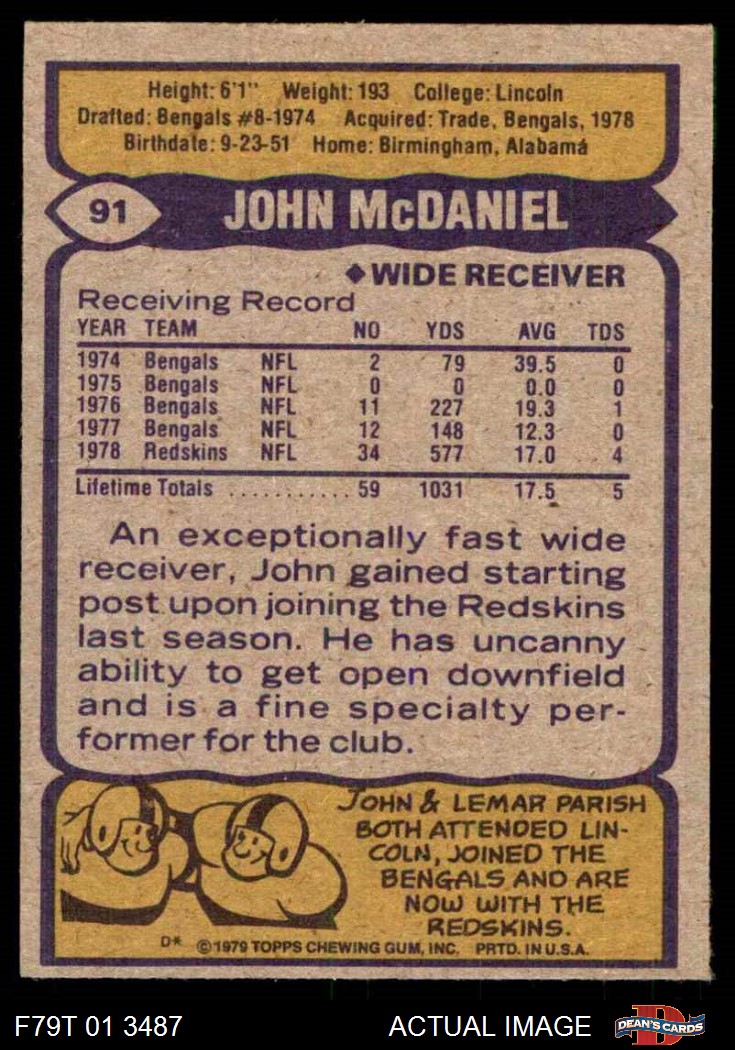 Height: 6'1" Weight: 193 College: Lincoln
Drafted: Bengals #8-1974 Acquired: Trade, Bengals, 1978
Birthdate: 9-23-51 Home: Birmingham, Alabama
91 JOHN McDANIEL
◆ WIDE RECEIVER
Receiving Record
YEAR TEAM NO YDS AVG TDS
1974 Bengals NFL 2 79 39.5 0
1975 Bengals NFL 0 0 0.0 0
1976 Bengals NFL 11 227 19.3 1
1977 Bengals NFL 12 148 12.3 0
1978 Redskins NFL 34 577 17.0 4
Lifetime Totals ........... 59 1031 17.5 5
An exceptionally fast wide
receiver, John gained starting
post upon joining the Redskins
last season. He has uncanny
ability to get open downfield
and is a fine specialty per-
former for the club.
JOHN & LEMAR PARISH
BOTH ATTENDED LIN-
COLN, JOINED THE
BENGALS AND ARE
NOW WITH THE
REDSKINS.
D* ©1979 TOPPS CHEWING GUM, INC. PRTD. IN U.S.A.
F79T 01 3487 ACTUAL IMAGE DEAN'S CARDS